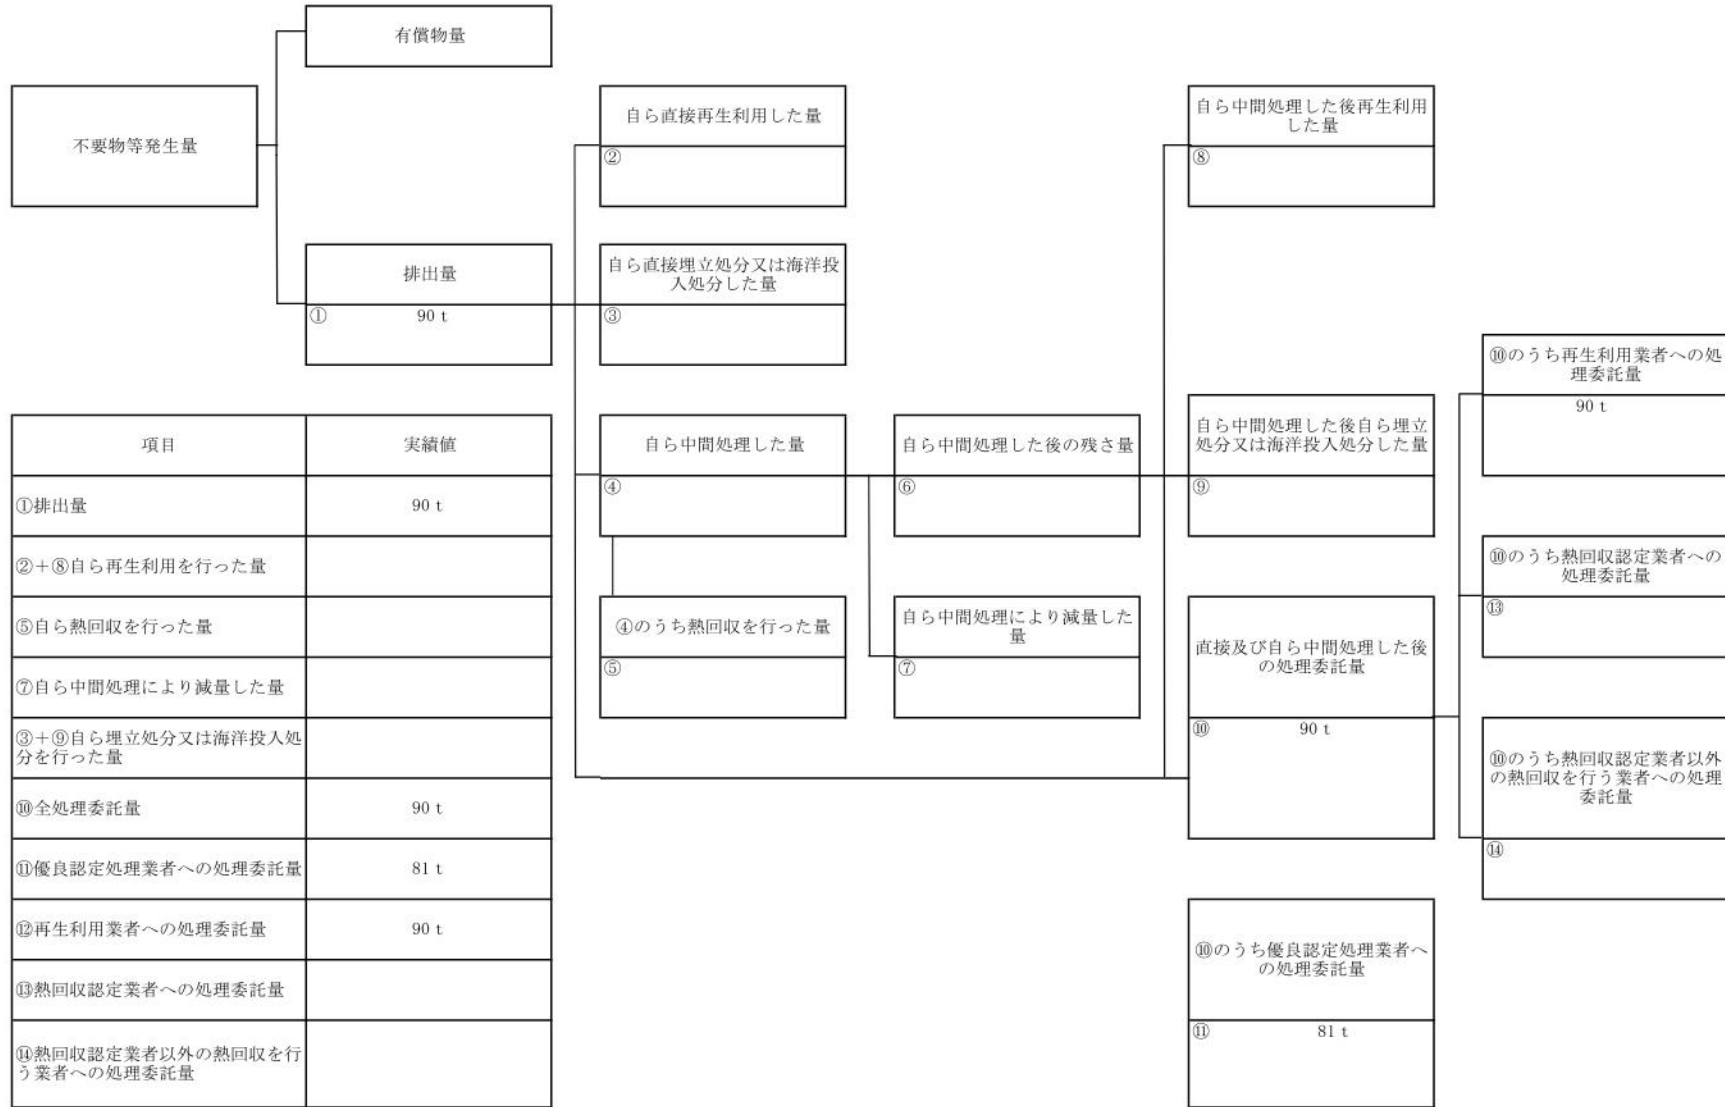 有償物量
不要物等発生量
自ら直接再生利用した量
②
自ら中間処理した後再生利用
した量
⑧
排出量
① 90 t
自ら直接埋立処分又は海洋投
入処分した量
③
⑩のうち再生利用業者への処
理委託量
90 t
自ら中間処理した量
④
自ら中間処理した後の残さ量
⑥
自ら中間処理した後自ら埋立
処分又は海洋投入処分した量
⑨
⑩のうち熱回収認定業者への
処理委託量
⑬
④のうち熱回収を行った量
⑤
自ら中間処理により減量した
量
⑦
直接及び自ら中間処理した後
の処理委託量
⑩ 90 t
⑩のうち熱回収認定業者以外
の熱回収を行う業者への処理
委託量
⑭
⑩のうち優良認定処理業者へ
の処理委託量
⑪ 81 t
項目 実績値
①排出量 90 t
②+⑧自ら再生利用を行った量
⑤自ら熱回収を行った量
⑦自ら中間処理により減量した量
③+⑨自ら埋立処分又は海洋投入処
分を行った量
⑩全処理委託量 90 t
⑪優良認定処理業者への処理委託量 81 t
⑫再生利用業者への処理委託量 90 t
⑬熱回収認定業者への処理委託量
⑭熱回収認定業者以外の熱回収を行
う業者への処理委託量